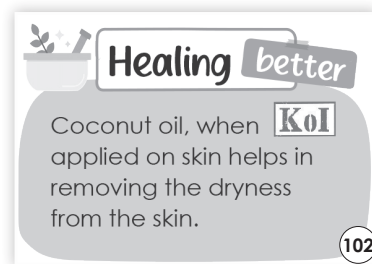 Healing better
Coconut oil, when KoI
applied on skin helps in
removing the dryness
from the skin.
102